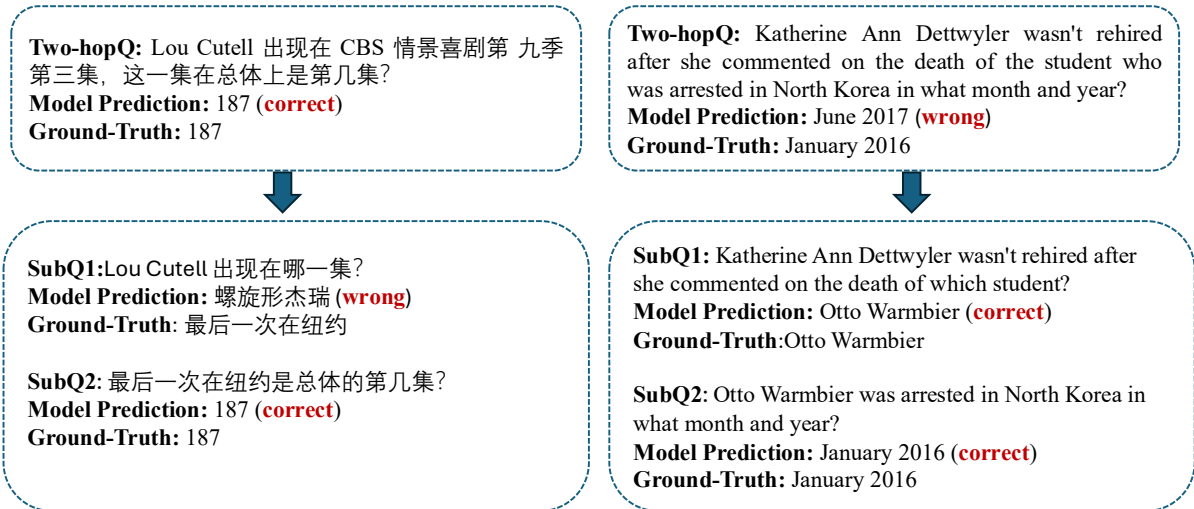 Two-hopQ: Lou Cutell 出现在 CBS 情景喜剧第 九季
第三集，这一集在总体上是第几集?
Model Prediction: 187 (correct)
Ground-Truth: 187
SubQ1:Lou Cutell 出现在哪一集?
Model Prediction: 螺旋形杰瑞 (wrong)
Ground-Truth: 最后一次在纽约
SubQ2: 最后一次在纽约是总体的第几集?
Model Prediction: 187 (correct)
Ground-Truth: 187
Two-hopQ: Katherine Ann Dettwyler wasn't rehired
after she commented on the death of the student who
was arrested in North Korea in what month and year?
Model Prediction: June 2017 (wrong)
Ground-Truth: January 2016
SubQ1: Katherine Ann Dettwyler wasn't rehired after
she commented on the death of which student?
Model Prediction: Otto Warmbier (correct)
Ground-Truth:Otto Warmbier
SubQ2: Otto Warmbier was arrested in North Korea in
what month and year?
Model Prediction: January 2016 (correct)
Ground-Truth: January 2016